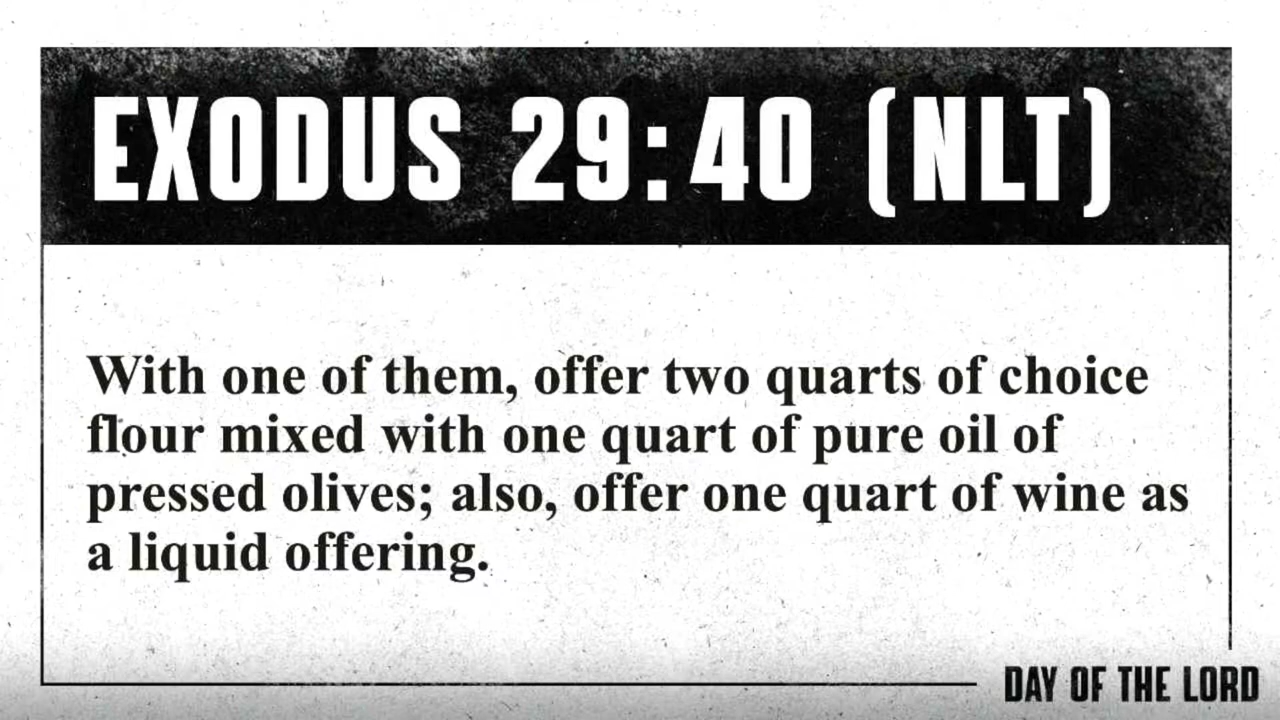 EXODUS 29:40 (NLT)
With one of them, offer two quarts of choice
flour mixed with one quart of pure oil of
pressed olives; also, offer one quart of wine as
a liquid offering.
DAY OF THE LORD